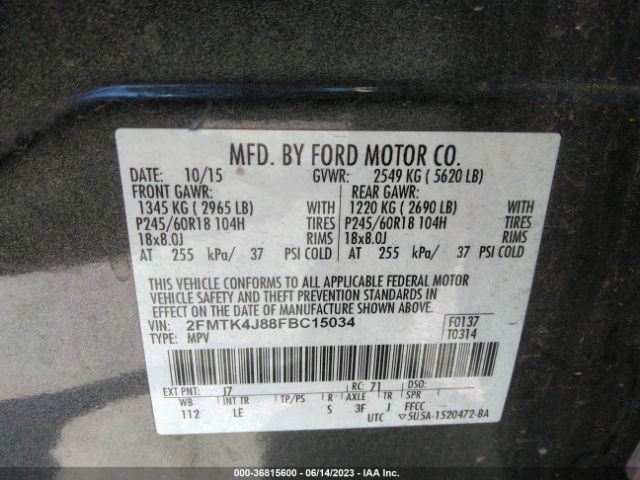 MFD. BY FORD MOTOR CO.
DATE: 10/15 GVWR: 2549 KG ( 5620 LB)
FRONT GAWR: REAR GAWR:
1345 KG ( 2965 LB) WITH 1220 KG ( 2690 LB) WITH
P245/60R18 104H TIRES P245/60R18 104H TIRES
18x8.0J RIMS 18x8.0J RIMS
AT 255 kPa/ 37 PSI COLD AT 255 kPa/ 37 PSI COLD
THIS VEHICLE CONFORMS TO ALL APPLICABLE FEDERAL MOTOR
VEHICLE SAFETY AND THEFT PREVENTION STANDARDS IN
EFFECT ON THE DATE OF MANUFACTURE SHOWN ABOVE.
VIN: 2FMTK4J88FBC15034 F0137
TYPE: MPV T0314
EXT PNT: J7 RC: 71 DSO:
WB INT TR TP/PS R AXLE TR SPR
112 LE S 3F J FFCC
UTC ▽5U5A-1520472-BA
000-36815600 - 06/14/2023 - IAA Inc.